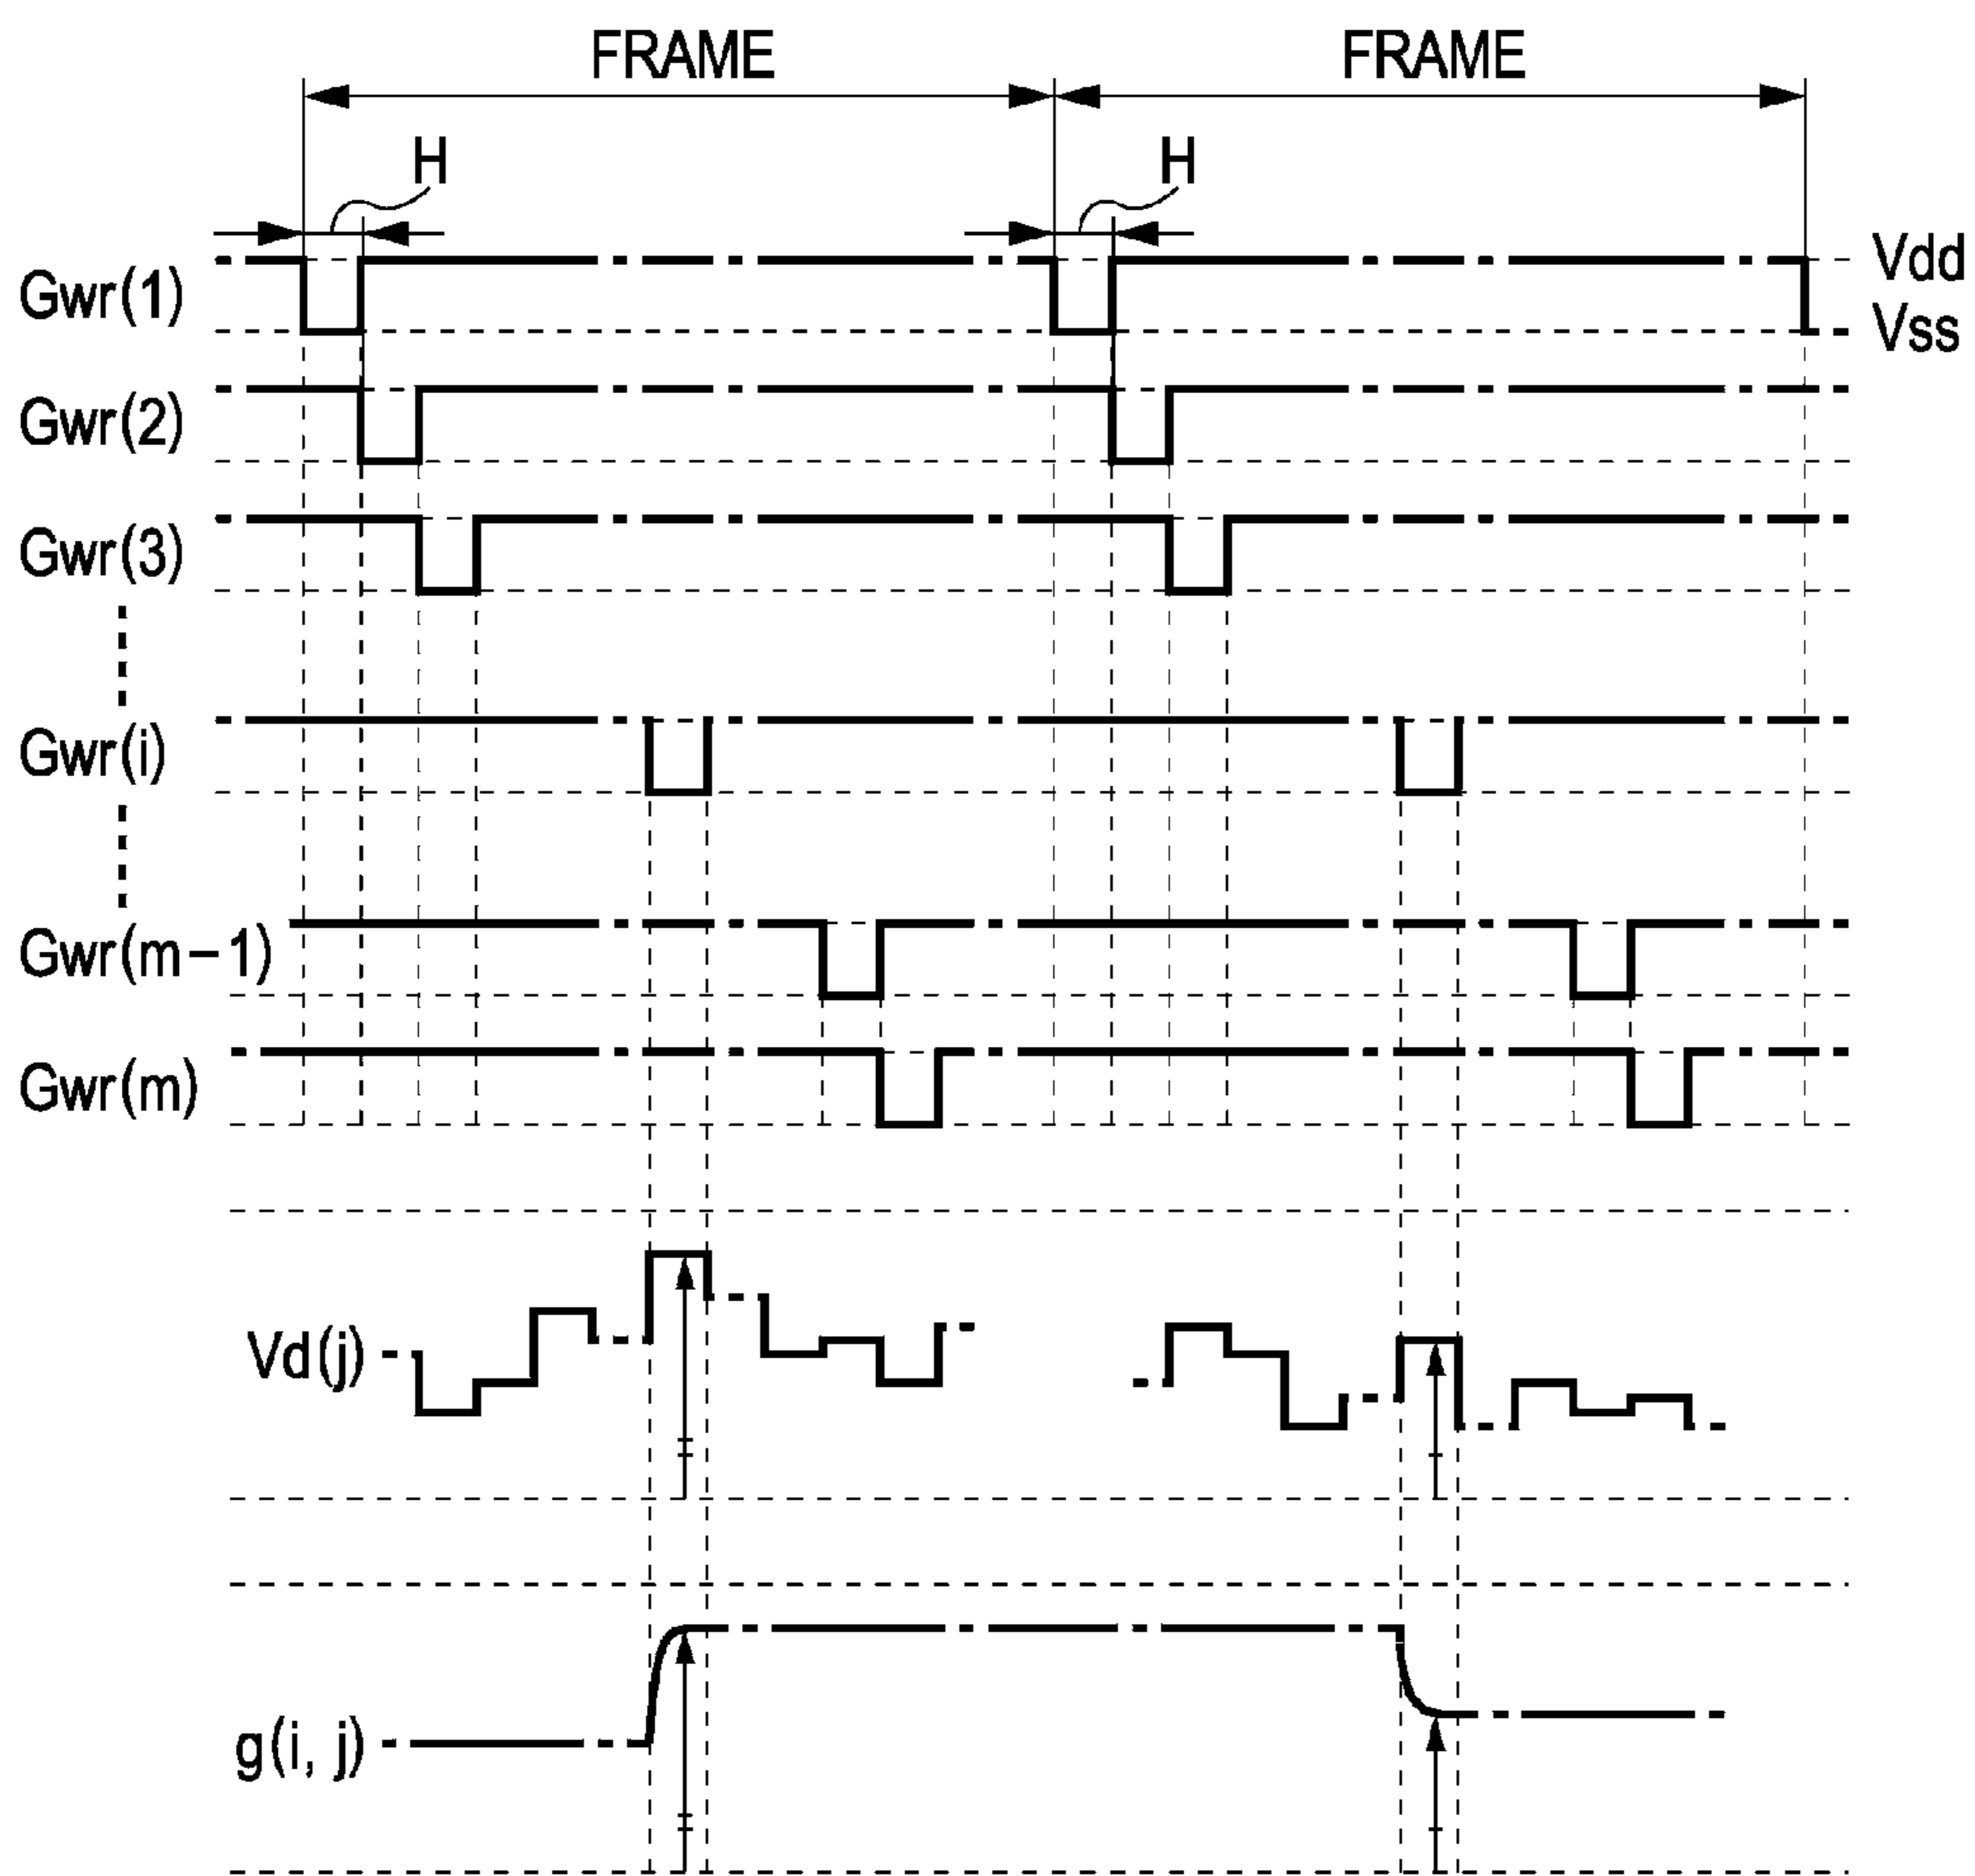 FRAME FRAME
H H
Gwr(1) Vdd
Vss
Gwr(2)
Gwr(3)
Gwr(i)
Gwr(m-1)
Gwr(m)
Vd(j)
g(i, j)